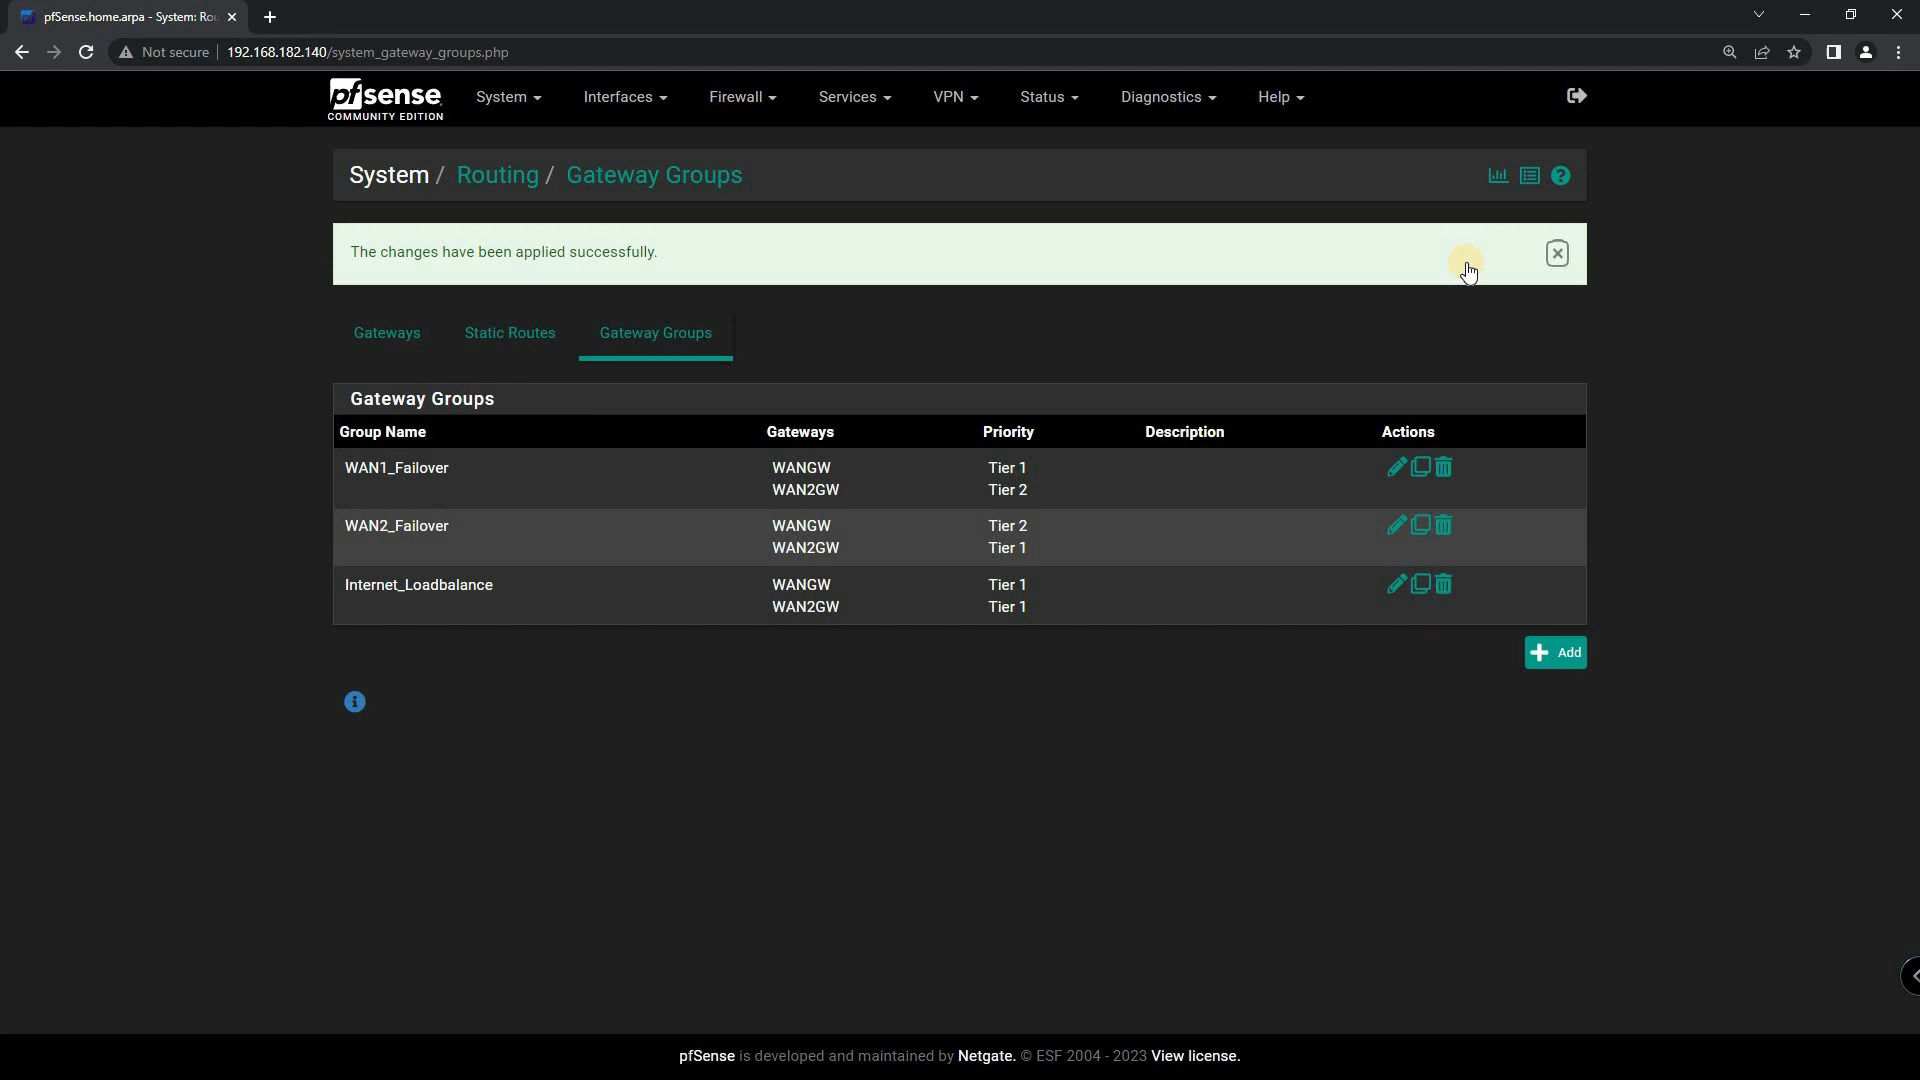 pfSense.home.arpa - System: Rou
Not secure 192.168.182.140/system_gateway_groups.php
pfsense
COMMUNITY EDITION
System Interfaces Firewall Services VPN Status Diagnostics Help
System / Routing / Gateway Groups
The changes have been applied successfully.
Gateways Static Routes Gateway Groups
Gateway Groups
Group Name Gateways Priority Description Actions
WAN1_Failover WANGW Tier 1
WAN2GW Tier 2
WAN2_Failover WANGW Tier 2
WAN2GW Tier 1
Internet_Loadbalance WANGW Tier 1
WAN2GW Tier 1
Add
pfSense is developed and maintained by Netgate. © ESF 2004 - 2023 View license.